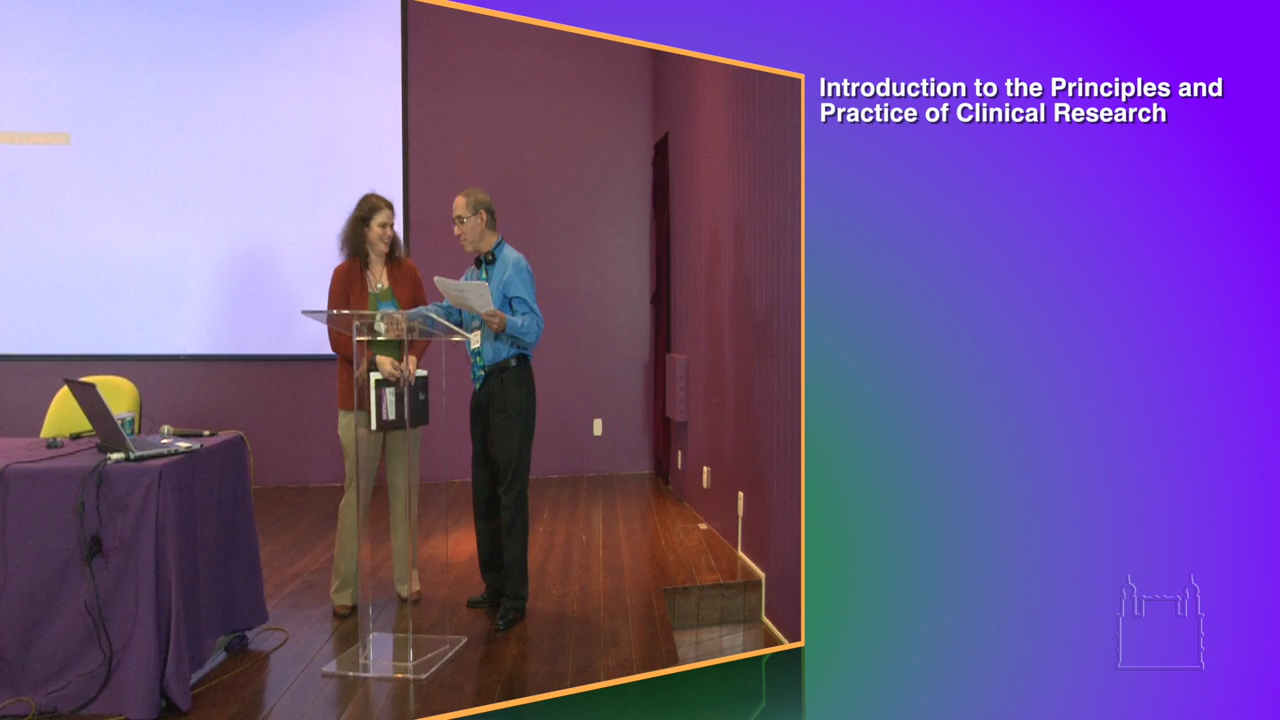 Introduction to the Principles and
Practice of Clinical Research